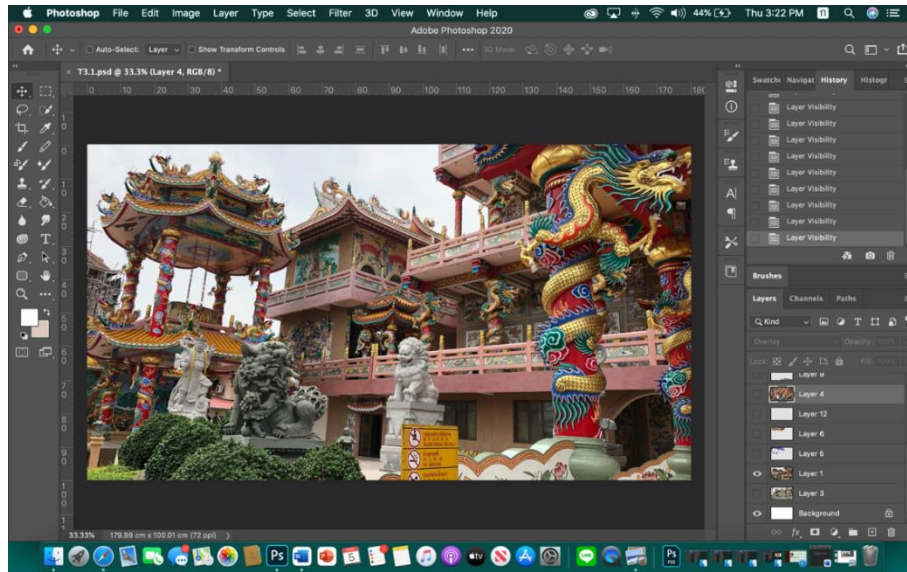 Photoshop File Edit Image Layer Type Select Filter 3D View Window Help 44% Thu 3:22 PM
Adobe Photoshop 2020
Auto-Select: Layer Show Transform Controls 3D Mode:
× T3.1.psd @ 33.3% (Layer 4, RGB/8) *
0 10 20 30 40 50 60 70 80 90 100 110 120 130 140 150 160 170
Swatche Navigat History Histogr
Layer Visibility
Layer Visibility
Layer Visibility
Layer Visibility
Layer Visibility
Layer Visibility
Layer Visibility
Layer Visibility
Layer Visibility
Brushes
Layers Channels Paths
Kind
Overlay Opacity: 100%
Lock: Fill: 100%
Layer 9
Layer 4
Layer 12
Layer 6
Layer 5
Layer 1
Layer 3
Background
33.33% 179.99 cm x 100.01 cm (72 ppi)